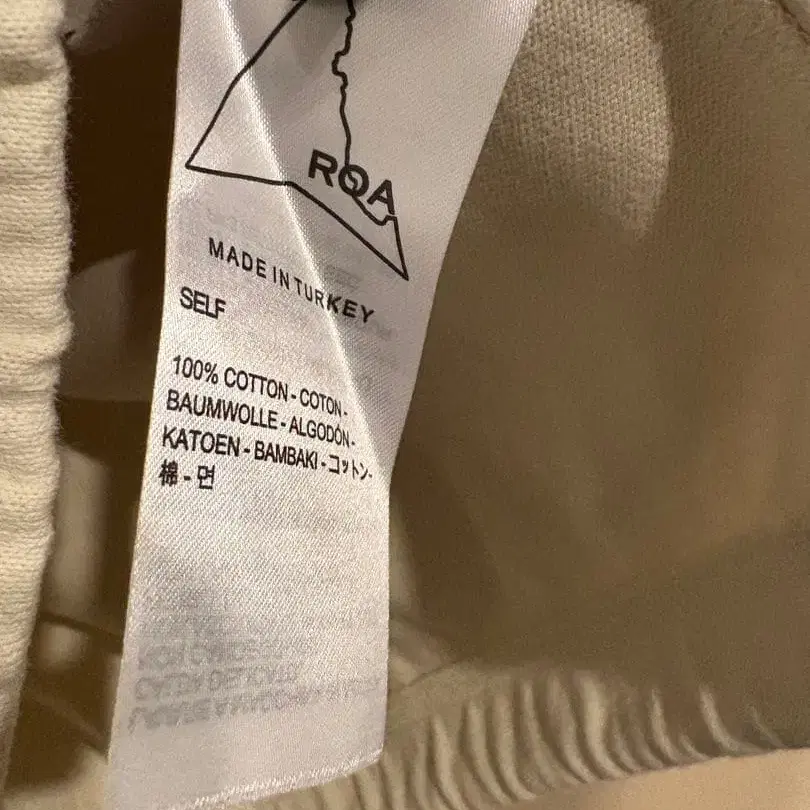 ROA
MADE IN TURKEY
SELF
100% COTTON - COTON -
BAUMWOLLE - ALGODÓN -
KATOEN - BAMBAKI - コットン-
棉 - 면